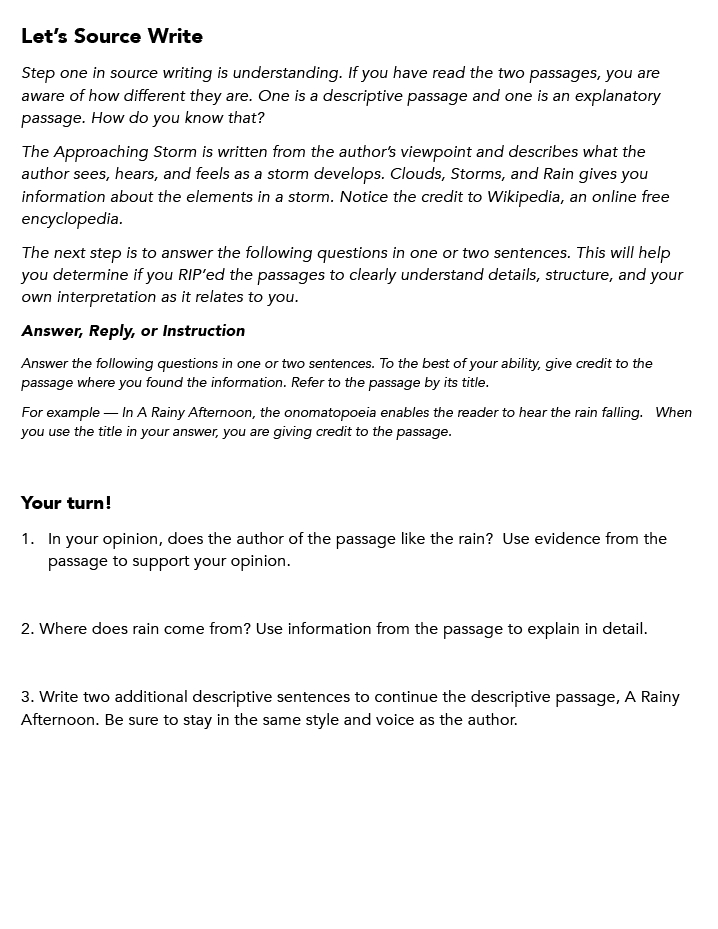 Let's Source Write
Step one in source writing is understanding. If you have read the two passages, you are
aware of how different they are. One is a descriptive passage and one is an explanatory
passage. How do you know that?
The Approaching Storm is written from the author's viewpoint and describes what the
author sees, hears, and feels as a storm develops. Clouds, Storms, and Rain gives you
information about the elements in a storm. Notice the credit to Wikipedia, an online free
encyclopedia.
The next step is to answer the following questions in one or two sentences. This will help
you determine if you RIP'ed the passages to clearly understand details, structure, and your
own interpretation as it relates to you.
Answer, Reply, or Instruction
Answer the following questions in one or two sentences. To the best of your ability, give credit to the
passage where you found the information. Refer to the passage by its title.
For example — In A Rainy Afternoon, the onomatopoeia enables the reader to hear the rain falling.   When
you use the title in your answer, you are giving credit to the passage.
Your turn!
1.   In your opinion, does the author of the passage like the rain?  Use evidence from the
passage to support your opinion.
2. Where does rain come from? Use information from the passage to explain in detail.
3. Write two additional descriptive sentences to continue the descriptive passage, A Rainy
Afternoon. Be sure to stay in the same style and voice as the author.